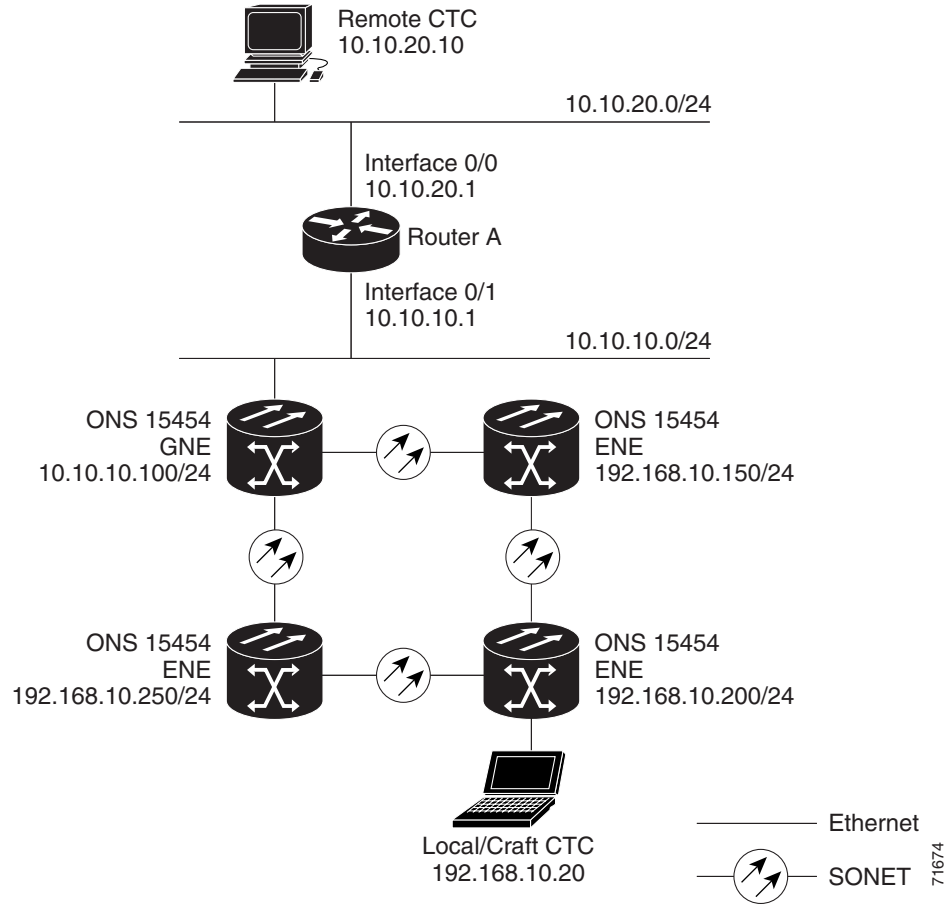 Remote CTC
10.10.20.10
10.10.20.0/24
Interface 0/0
10.10.20.1
Router A
Interface 0/1
10.10.10.1
10.10.10.0/24
ONS 15454
GNE
10.10.10.100/24
ONS 15454
ENE
192.168.10.150/24
ONS 15454
ENE
192.168.10.250/24
ONS 15454
ENE
192.168.10.200/24
Local/Craft CTC
192.168.10.20
Ethernet
SONET
71674